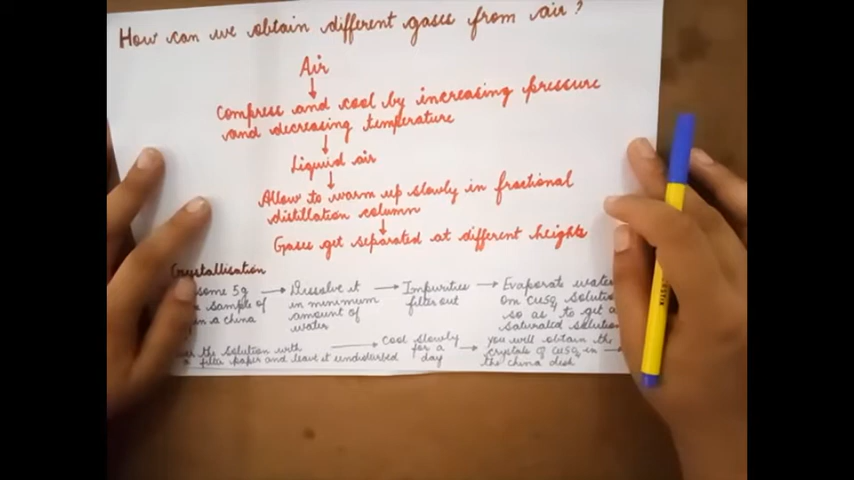 How can we obtain different gases from air?
Air
Compress and cool by increasing pressure
and decreasing temperature
Liquid air
Allow to warm up slowly in fractional
distillation column
Gases get separated at different heights
Crystallisation
some 5g
sample of
in a china
Dissolve it
in minimum
amount of
water
Impurities
filter out
Evaporate water
om CuSO4 solution
so as to get a
saturated solution
the solution with
filter paper and leave it undisturbed
Cool slowly
for a
day
you will obtain the
crystals of CuSO4 in
the china dish